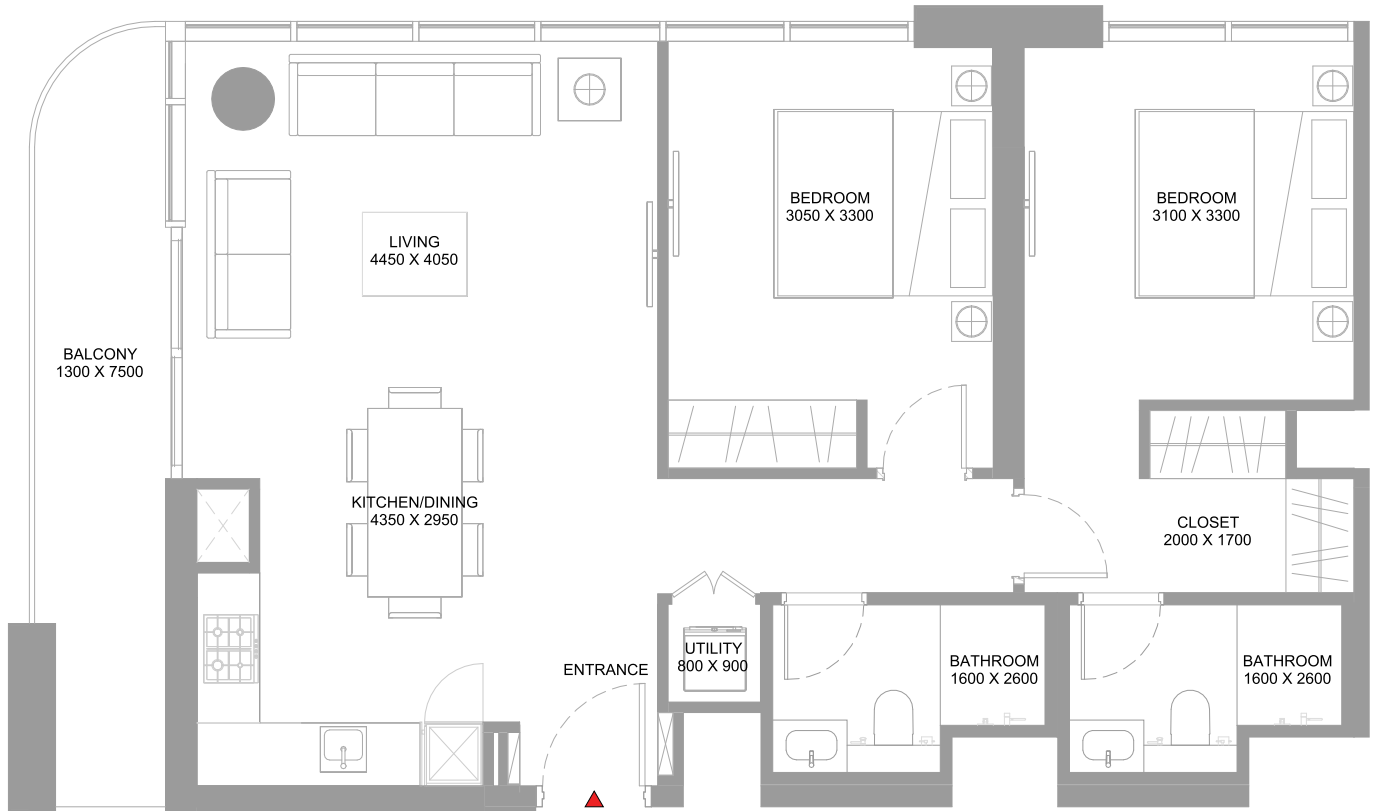 BEDROOM
3050 X 3300
BEDROOM
3100 X 3300
LIVING
4450 X 4050
BALCONY
1300 X 7500
KITCHEN/DINING
4350 X 2950
CLOSET
2000 X 1700
ENTRANCE
UTILITY
800 X 900
BATHROOM
1600 X 2600
BATHROOM
1600 X 2600